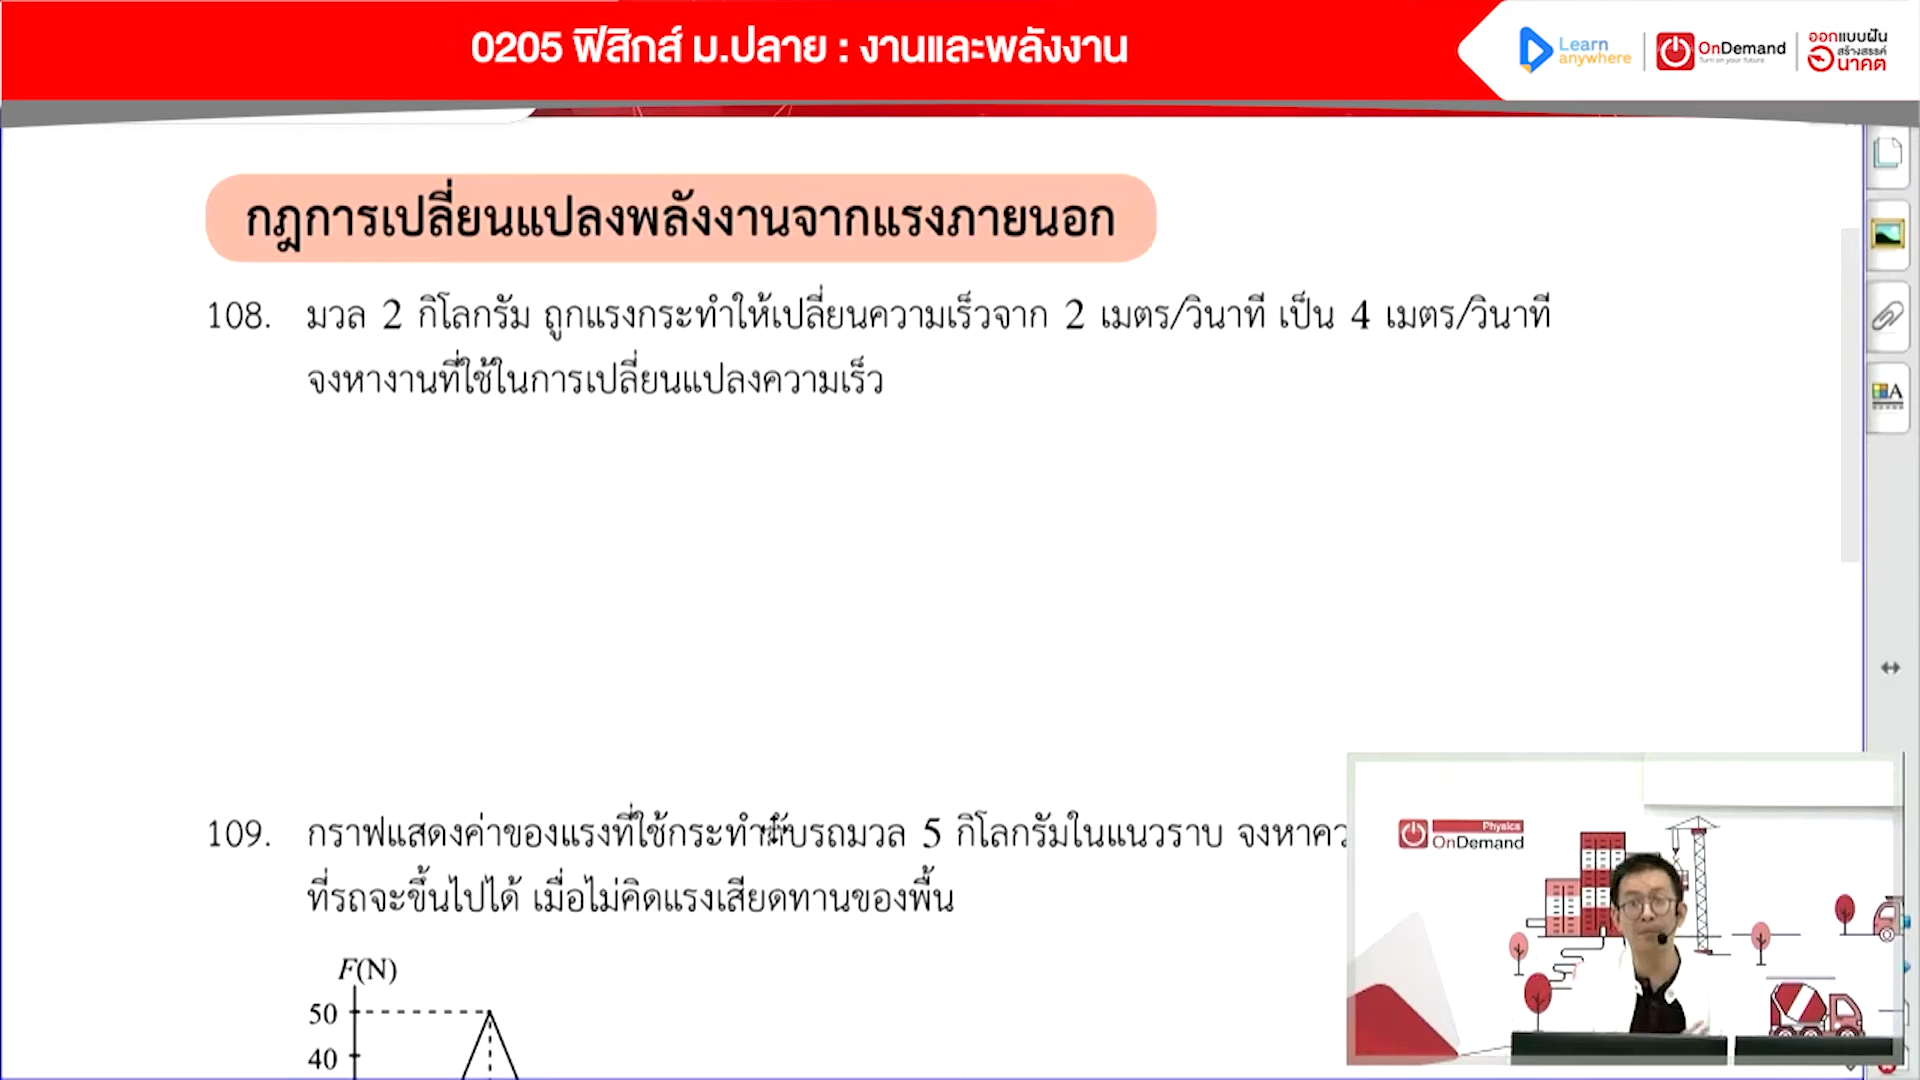 0205 ฟิสิกส์ ม.ปลาย : งานและพลังงาน
Learn anywhere
OnDemand
Turn on your future
ออกแบบฝัน
สร้างสรรค์
อนาคต
กฎการเปลี่ยนแปลงพลังงานจากแรงภายนอก
108. มวล 2 กิโลกรัม ถูกแรงกระทำให้เปลี่ยนความเร็วจาก 2 เมตร/วินาที เป็น 4 เมตร/วินาที
จงหางานที่ใช้ในการเปลี่ยนแปลงความเร็ว
109. กราฟแสดงค่าของแรงที่ใช้กระทำกับรถมวล 5 กิโลกรัมในแนวราบ จงหาคว
ที่รถจะขึ้นไปได้ เมื่อไม่คิดแรงเสียดทานของพื้น
F(N)
50
40
Physics
OnDemand
A